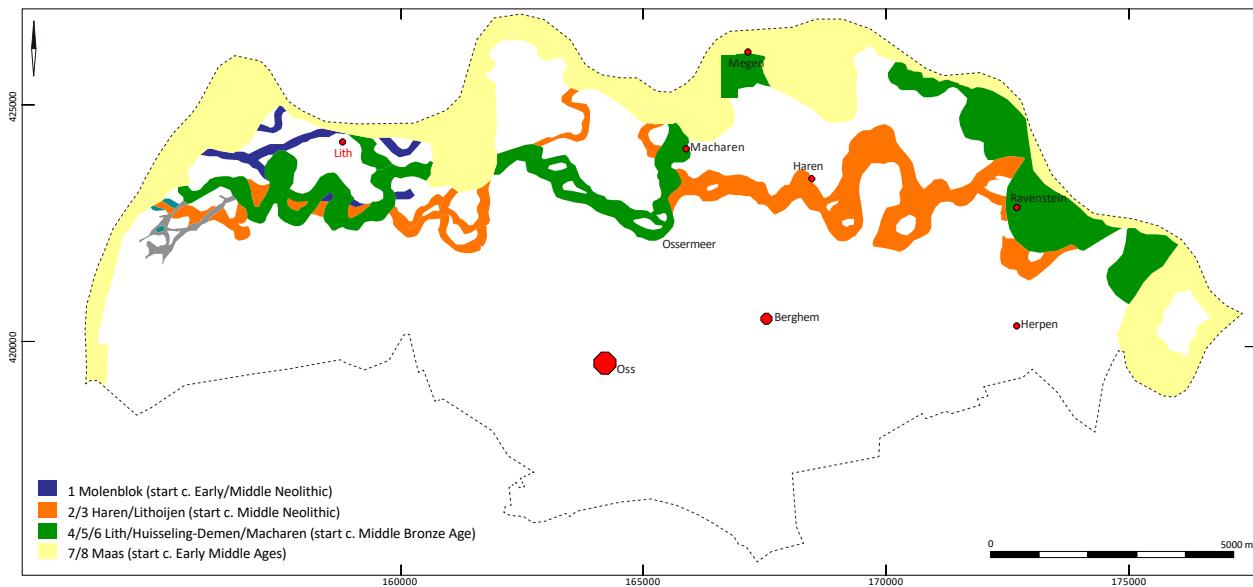 425000
420000
Megen
Lith
Macharen
Haren
Ravenstein
Ossermeer
Berghem
Herpen
Oss
1 Molenblok (start c. Early/Middle Neolithic)
2/3 Haren/Lithoijen (start c. Middle Neolithic)
4/5/6 Lith/Huisseling-Demen/Macharen (start c. Middle Bronze Age)
7/8 Maas (start c. Early Middle Ages)
0 5000 m
160000 165000 170000 175000